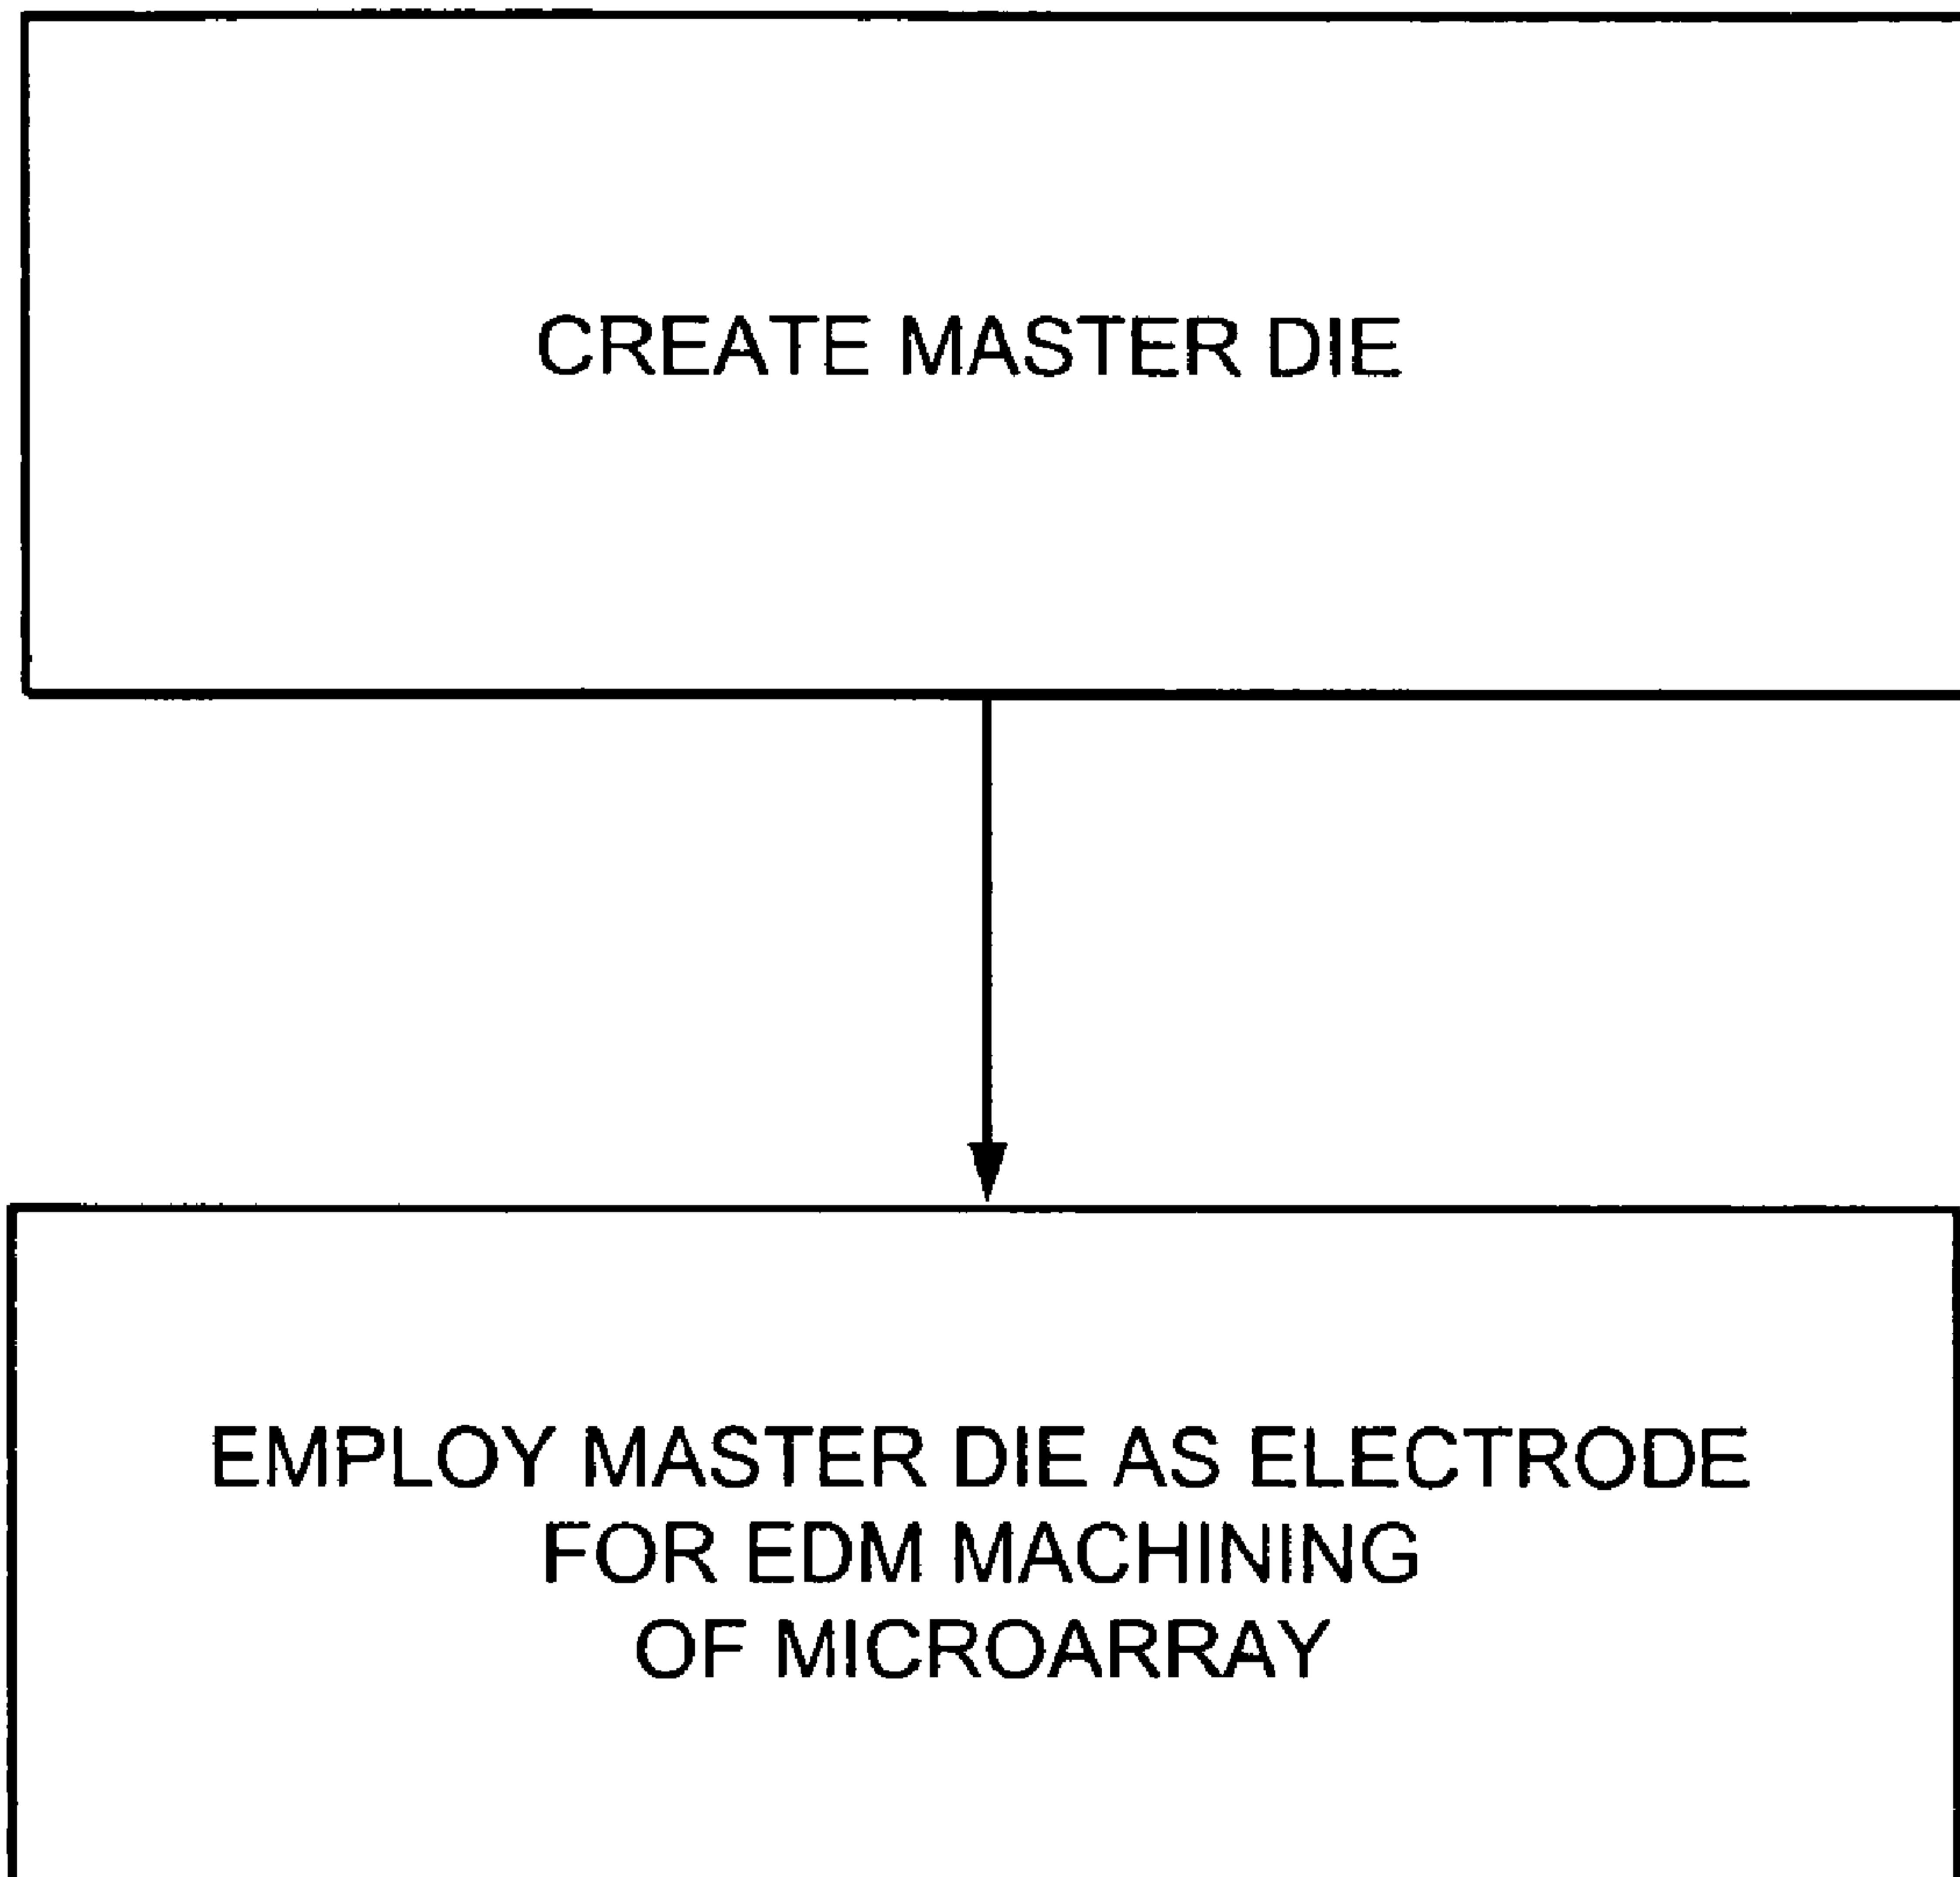 CREATE MASTER DIE
EMPLOY MASTER DIE AS ELECTRODE
FOR EDM MACHINING
OF MICROARRAY